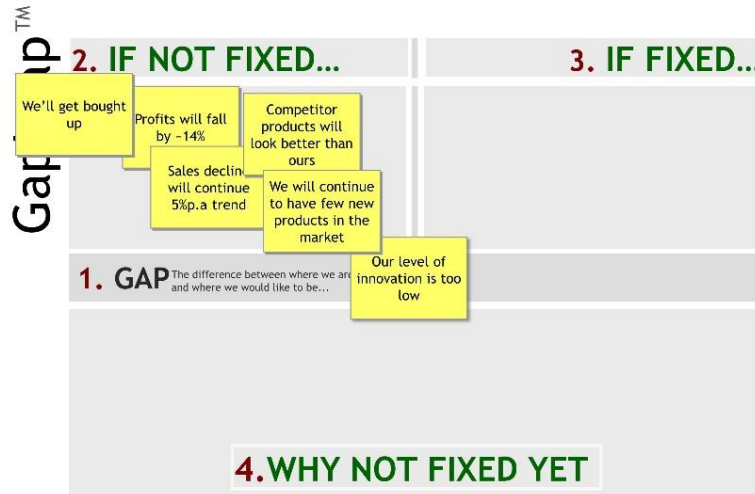 TM
2. IF NOT FIXED...
3. IF FIXED...
We'll get bought
up
Profits will fall
by ~14%
Competitor
products will
look better than
ours
Sales declin
will continue
5%p.a trend
We will continue
to have few new
products in the
market
Our level of
innovation is too
low
1. GAP
The difference between where we are
and where we would like to be...
4.WHY NOT FIXED YET